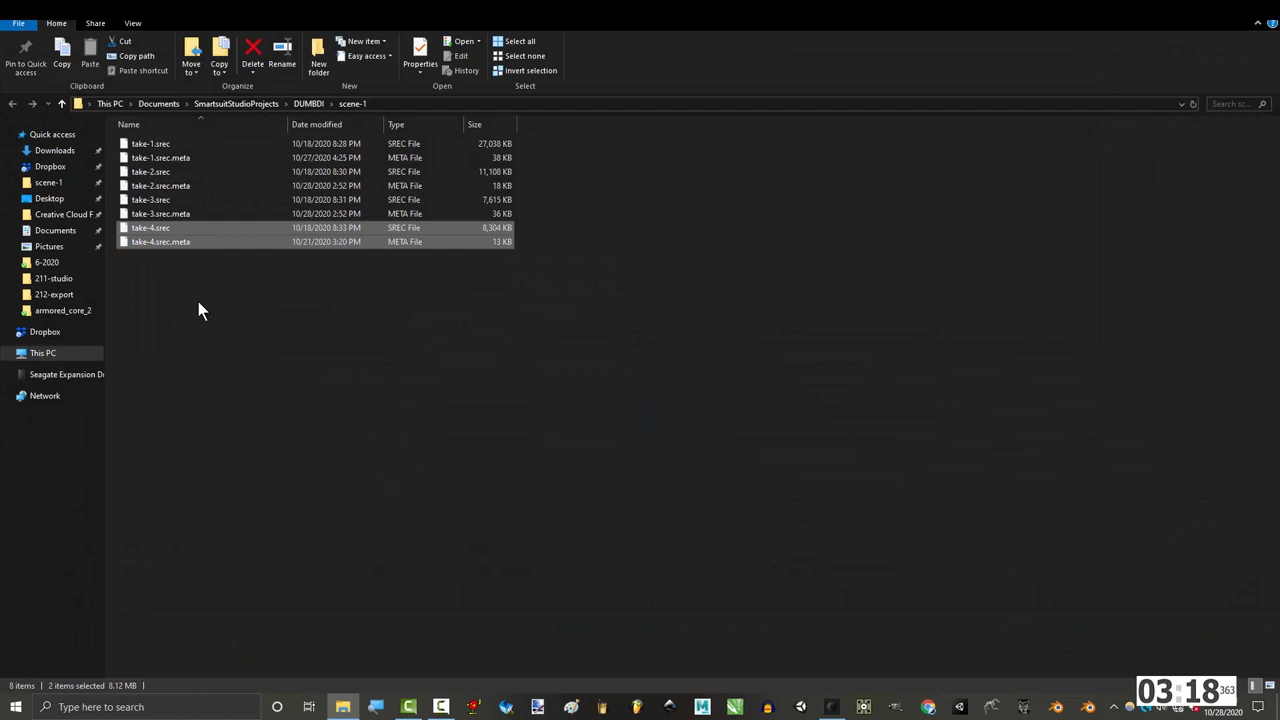 File Home Share View
Pin to Quick access
Copy
Paste
Cut
Copy path
Paste shortcut
Clipboard
Move to
Copy to
Delete
Rename
Organize
New folder
New item
Easy access
New
Properties
Open
Edit
History
Open
Select all
Select none
Invert selection
Select
This PC › Documents › SmartsuitStudioProjects › DUMBDI › scene-1
Search sc...
Name Date modified Type Size
take-1.srec 10/18/2020 8:28 PM SREC File 27,038 KB
take-1.srec.meta 10/27/2020 4:25 PM META File 38 KB
take-2.srec 10/18/2020 8:30 PM SREC File 11,108 KB
take-2.srec.meta 10/28/2020 2:52 PM META File 18 KB
take-3.srec 10/18/2020 8:31 PM SREC File 7,615 KB
take-3.srec.meta 10/28/2020 2:52 PM META File 36 KB
take-4.srec 10/18/2020 8:33 PM SREC File 8,304 KB
take-4.srec.meta 10/21/2020 3:20 PM META File 13 KB
Quick access
Downloads
Dropbox
scene-1
Desktop
Creative Cloud F
Documents
Pictures
6-2020
211-studio
212-export
armored_core_2
Dropbox
This PC
Seagate Expansion Dr
Network
8 items 2 items selected 8.12 MB
03:18 363
Type here to search
10/28/2020